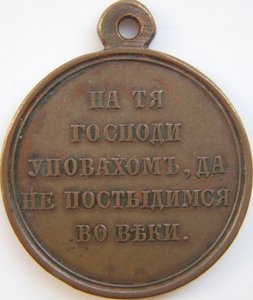 НА ТЯ
ГОСПОДИ
УПОВАХОМЪ, ДА
НЕ ПОСТЫДИМСЯ
ВО ВѢКИ.